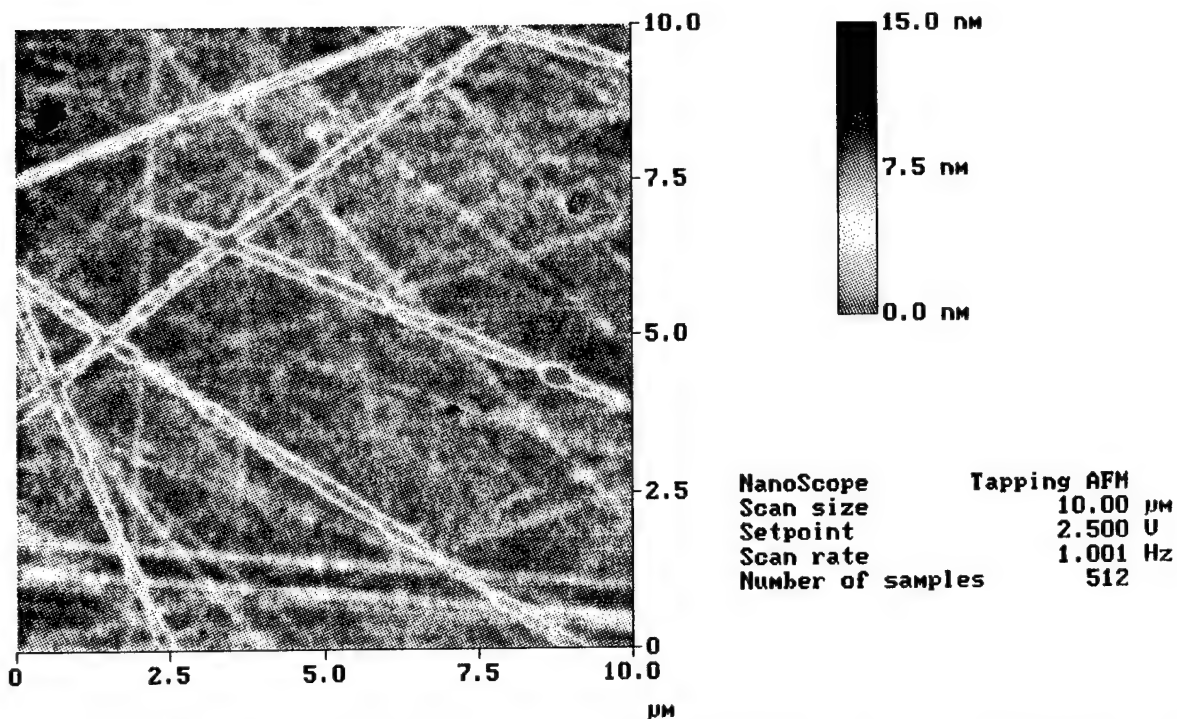 10.0
7.5
5.0
2.5
0
0 2.5 5.0 7.5 10.0
µM
15.0 nM
7.5 nM
0.0 nM
NanoScope Tapping AFM
Scan size 10.00 µM
Setpoint 2.500 V
Scan rate 1.001 Hz
Number of samples 512